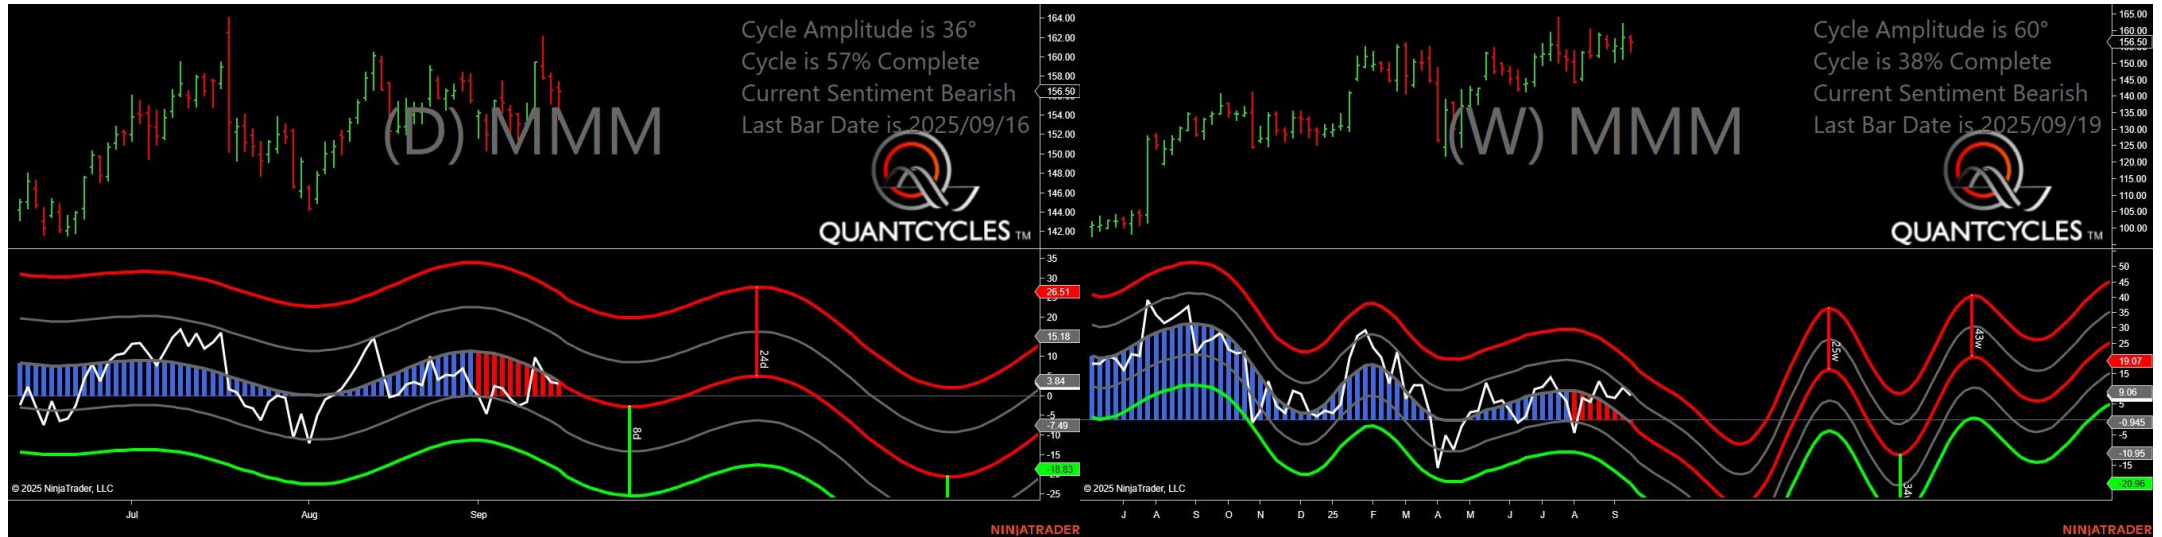 Cycle Amplitude is 36°
Cycle is 57% Complete
Current Sentiment Bearish
Last Bar Date is 2025/09/16
(D) MMM
QUANTCYCLES TM
164.00
162.00
160.00
158.00
156.50
154.00
152.00
150.00
148.00
146.00
144.00
142.00
35
30
26.51
20
15.18
10
5
3.84
0
-5
-7.49
-10
-15
-18.83
-25
24d
8d
© 2025 NinjaTrader, LLC
Jul
Aug
Sep
NINJATRADER
Cycle Amplitude is 60°
Cycle is 38% Complete
Current Sentiment Bearish
Last Bar Date is 2025/09/19
(W) MMM
QUANTCYCLES TM
165.00
160.00
156.50
150.00
145.00
140.00
135.00
130.00
125.00
120.00
115.00
110.00
105.00
100.00
50
45
40
35
30
25
19.07
15
9.06
5
-0.945
-5
-10.95
-15
-20.96
25w
43w
34
© 2025 NinjaTrader, LLC
J
A
S
O
N
D
25
F
M
A
M
J
J
A
S
NINJATRADER